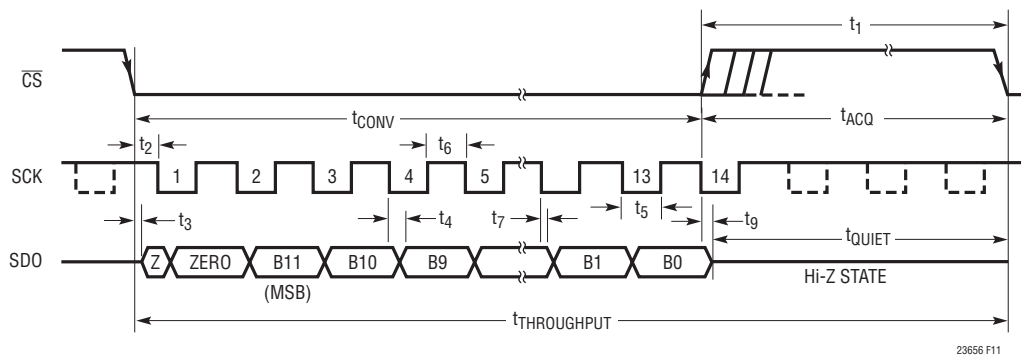 t1
CS
tCONV
tACQ
t2
t6
SCK
1 2 3 4 5 13 14
t3
t4
t7
t5
t9
tQUIET
SDO
Z ZERO B11 B10 B9 B1 B0
(MSB)
Hi-Z STATE
tTHROUGHPUT
23656 F11